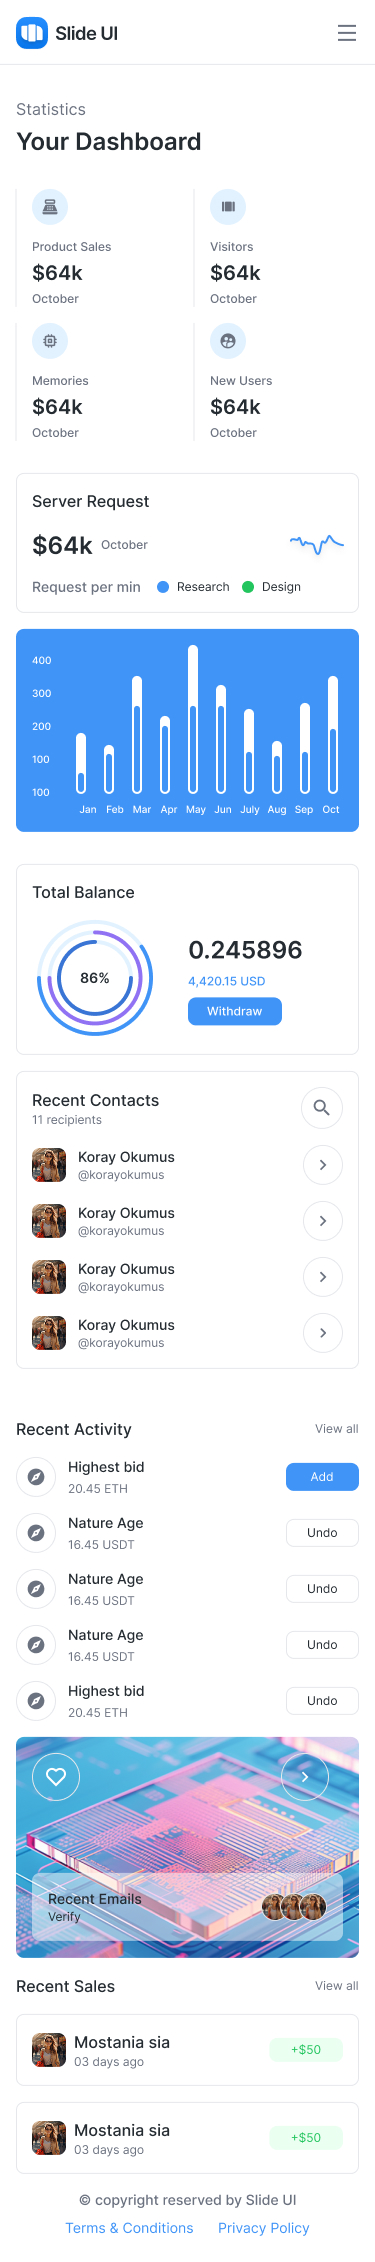 Slide UI
Statistics
Your Dashboard
Product Sales
$64k
October
Visitors
$64k
October
Memories
$64k
October
New Users
$64k
October
Server Request
$64k October
Request per min Research Design
400
300
200
100
100
Jan Feb Mar Apr May Jun July Aug Sep Oct
Total Balance
86%
0.245896
4,420.15 USD
Withdraw
Recent Contacts
11 recipients
Koray Okumus
@korayokumus
Koray Okumus
@korayokumus
Koray Okumus
@korayokumus
Koray Okumus
@korayokumus
Recent Activity View all
Highest bid
20.45 ETH
Add
Nature Age
16.45 USDT
Undo
Nature Age
16.45 USDT
Undo
Nature Age
16.45 USDT
Undo
Highest bid
20.45 ETH
Undo
Recent Emails
Verify
Recent Sales View all
Mostania sia
03 days ago
+$50
Mostania sia
03 days ago
+$50
© copyright reserved by Slide UI
Terms & Conditions Privacy Policy